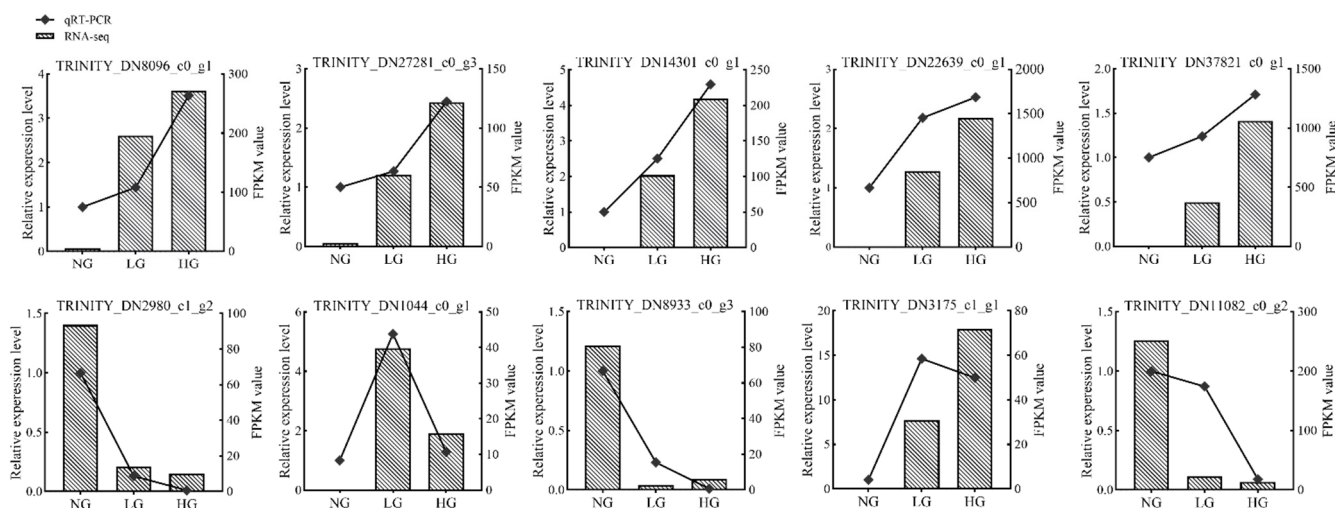 qRT-PCR
RNA-seq
TRINITY_DN8096_c0_g1
Relative experession level
4
3
2
1
0
300
200
100
0
FPKM value
NG LG HG
TRINITY_DN27281_c0_g3
Relative experession level
3
2
1
0
150
100
50
0
FPKM value
NG LG HG
TRINITY_DN14301_c0_g1
Relative experession level
5
4
3
2
1
0
250
200
150
100
50
0
FPKM value
NG LG HG
TRINITY_DN22639_c0_g1
Relative experession level
3
2
1
0
2000
1500
1000
500
0
FPKM value
NG LG HG
TRINITY_DN37821_c0_g1
Relative experession level
2.0
1.5
1.0
0.5
0.0
1500
1000
500
0
FPKM value
NG LG HG
TRINITY_DN2980_c1_g2
Relative experession level
1.5
1.0
0.5
0.0
100
80
60
40
20
0
FPKM value
NG LG HG
TRINITY_DN1044_c0_g1
Relative experession level
6
4
2
0
50
40
30
20
10
0
FPKM value
NG LG HG
TRINITY_DN8933_c0_g3
Relative experession level
1.5
1.0
0.5
0.0
100
80
60
40
20
0
FPKM value
NG LG HG
TRINITY_DN3175_c1_g1
Relative experession level
20
15
10
5
0
80
60
40
20
0
FPKM value
NG LG HG
TRINITY_DN11082_c0_g2
Relative experession level
1.5
1.0
0.5
0.0
300
200
100
0
FPKM value
NG LG HG